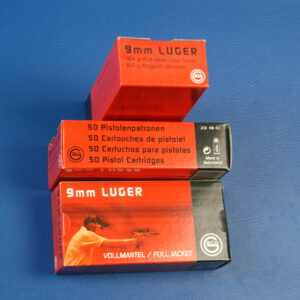 9mm LUGER
50 Pistolenpatronen
50 Cartouches de pistolet
50 Cartuchos para pistolas
50 Pistol Cartridges
Made in
Switzerland
9mm LUGER
VOLLMANTEL / FULL JACKET